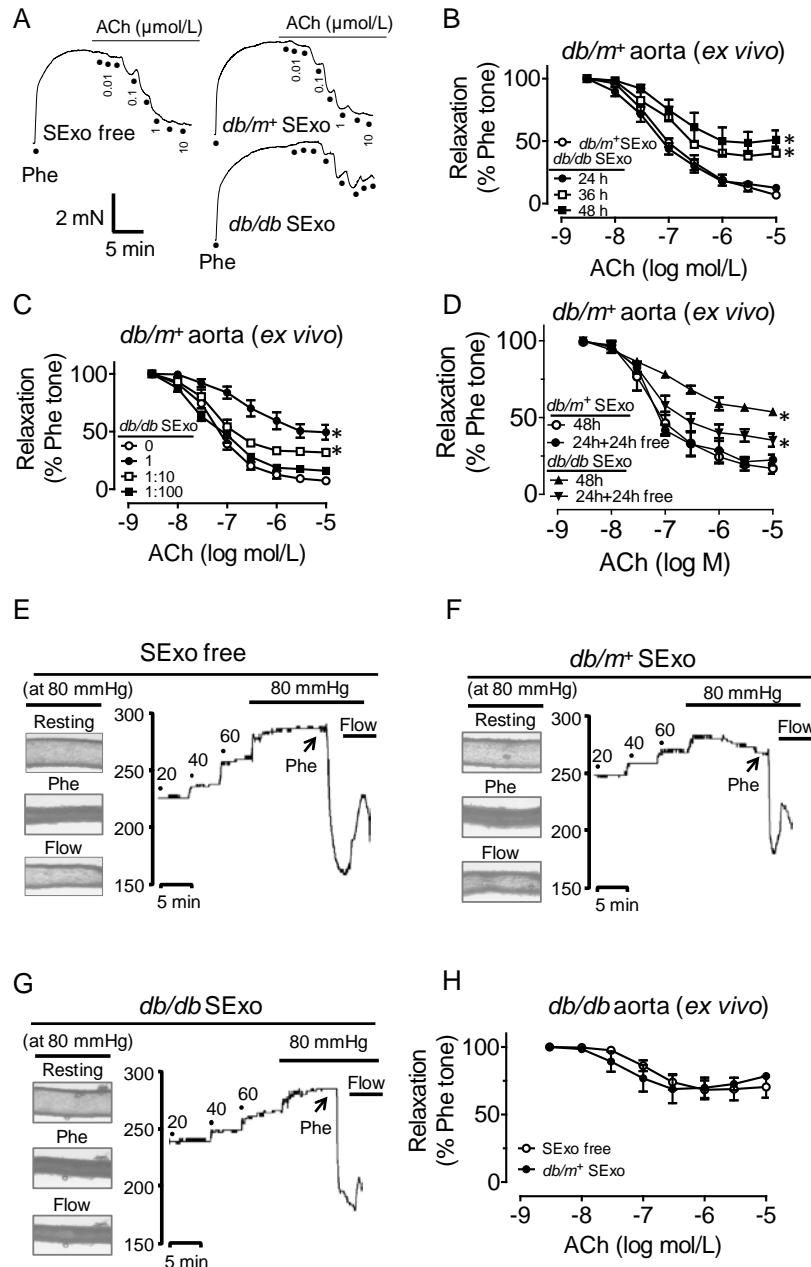 A
ACh (μmol/L)
0.01
0.1
1
10
SExo free
Phe
2 mN
5 min
ACh (μmol/L)
0.01
0.1
1
10
db/m+ SExo
db/db SExo
Phe
B
db/m+ aorta (ex vivo)
Relaxation
(% Phe tone)
100
50
0
db/m+ SExo
db/db SExo
24 h
36 h
48 h
*
*
-9 -8 -7 -6 -5
ACh (log mol/L)
C
db/m+ aorta (ex vivo)
Relaxation
(% Phe tone)
100
50
0
db/db SExo
0
1
1:10
1:100
*
*
-9 -8 -7 -6 -5
ACh (log mol/L)
D
db/m+ aorta (ex vivo)
Relaxation
(% Phe tone)
100
50
0
db/m+ SExo
48h
24h+24h free
db/db SExo
48h
24h+24h free
*
*
-9 -8 -7 -6 -5
ACh (log M)
E
SExo free
(at 80 mmHg)
Resting
Phe
Flow
300
250
200
150
20
40
60
80 mmHg
Flow
Phe
5 min
F
db/m+ SExo
(at 80 mmHg)
Resting
Phe
Flow
300
250
200
150
20
40
60
80 mmHg
Flow
Phe
5 min
G
db/db SExo
(at 80 mmHg)
Resting
Phe
Flow
300
250
200
150
20
40
60
80 mmHg
Flow
Phe
5 min
H
db/db aorta (ex vivo)
Relaxation
(% Phe tone)
100
50
0
SExo free
db/m+ SExo
-9 -8 -7 -6 -5
ACh (log mol/L)